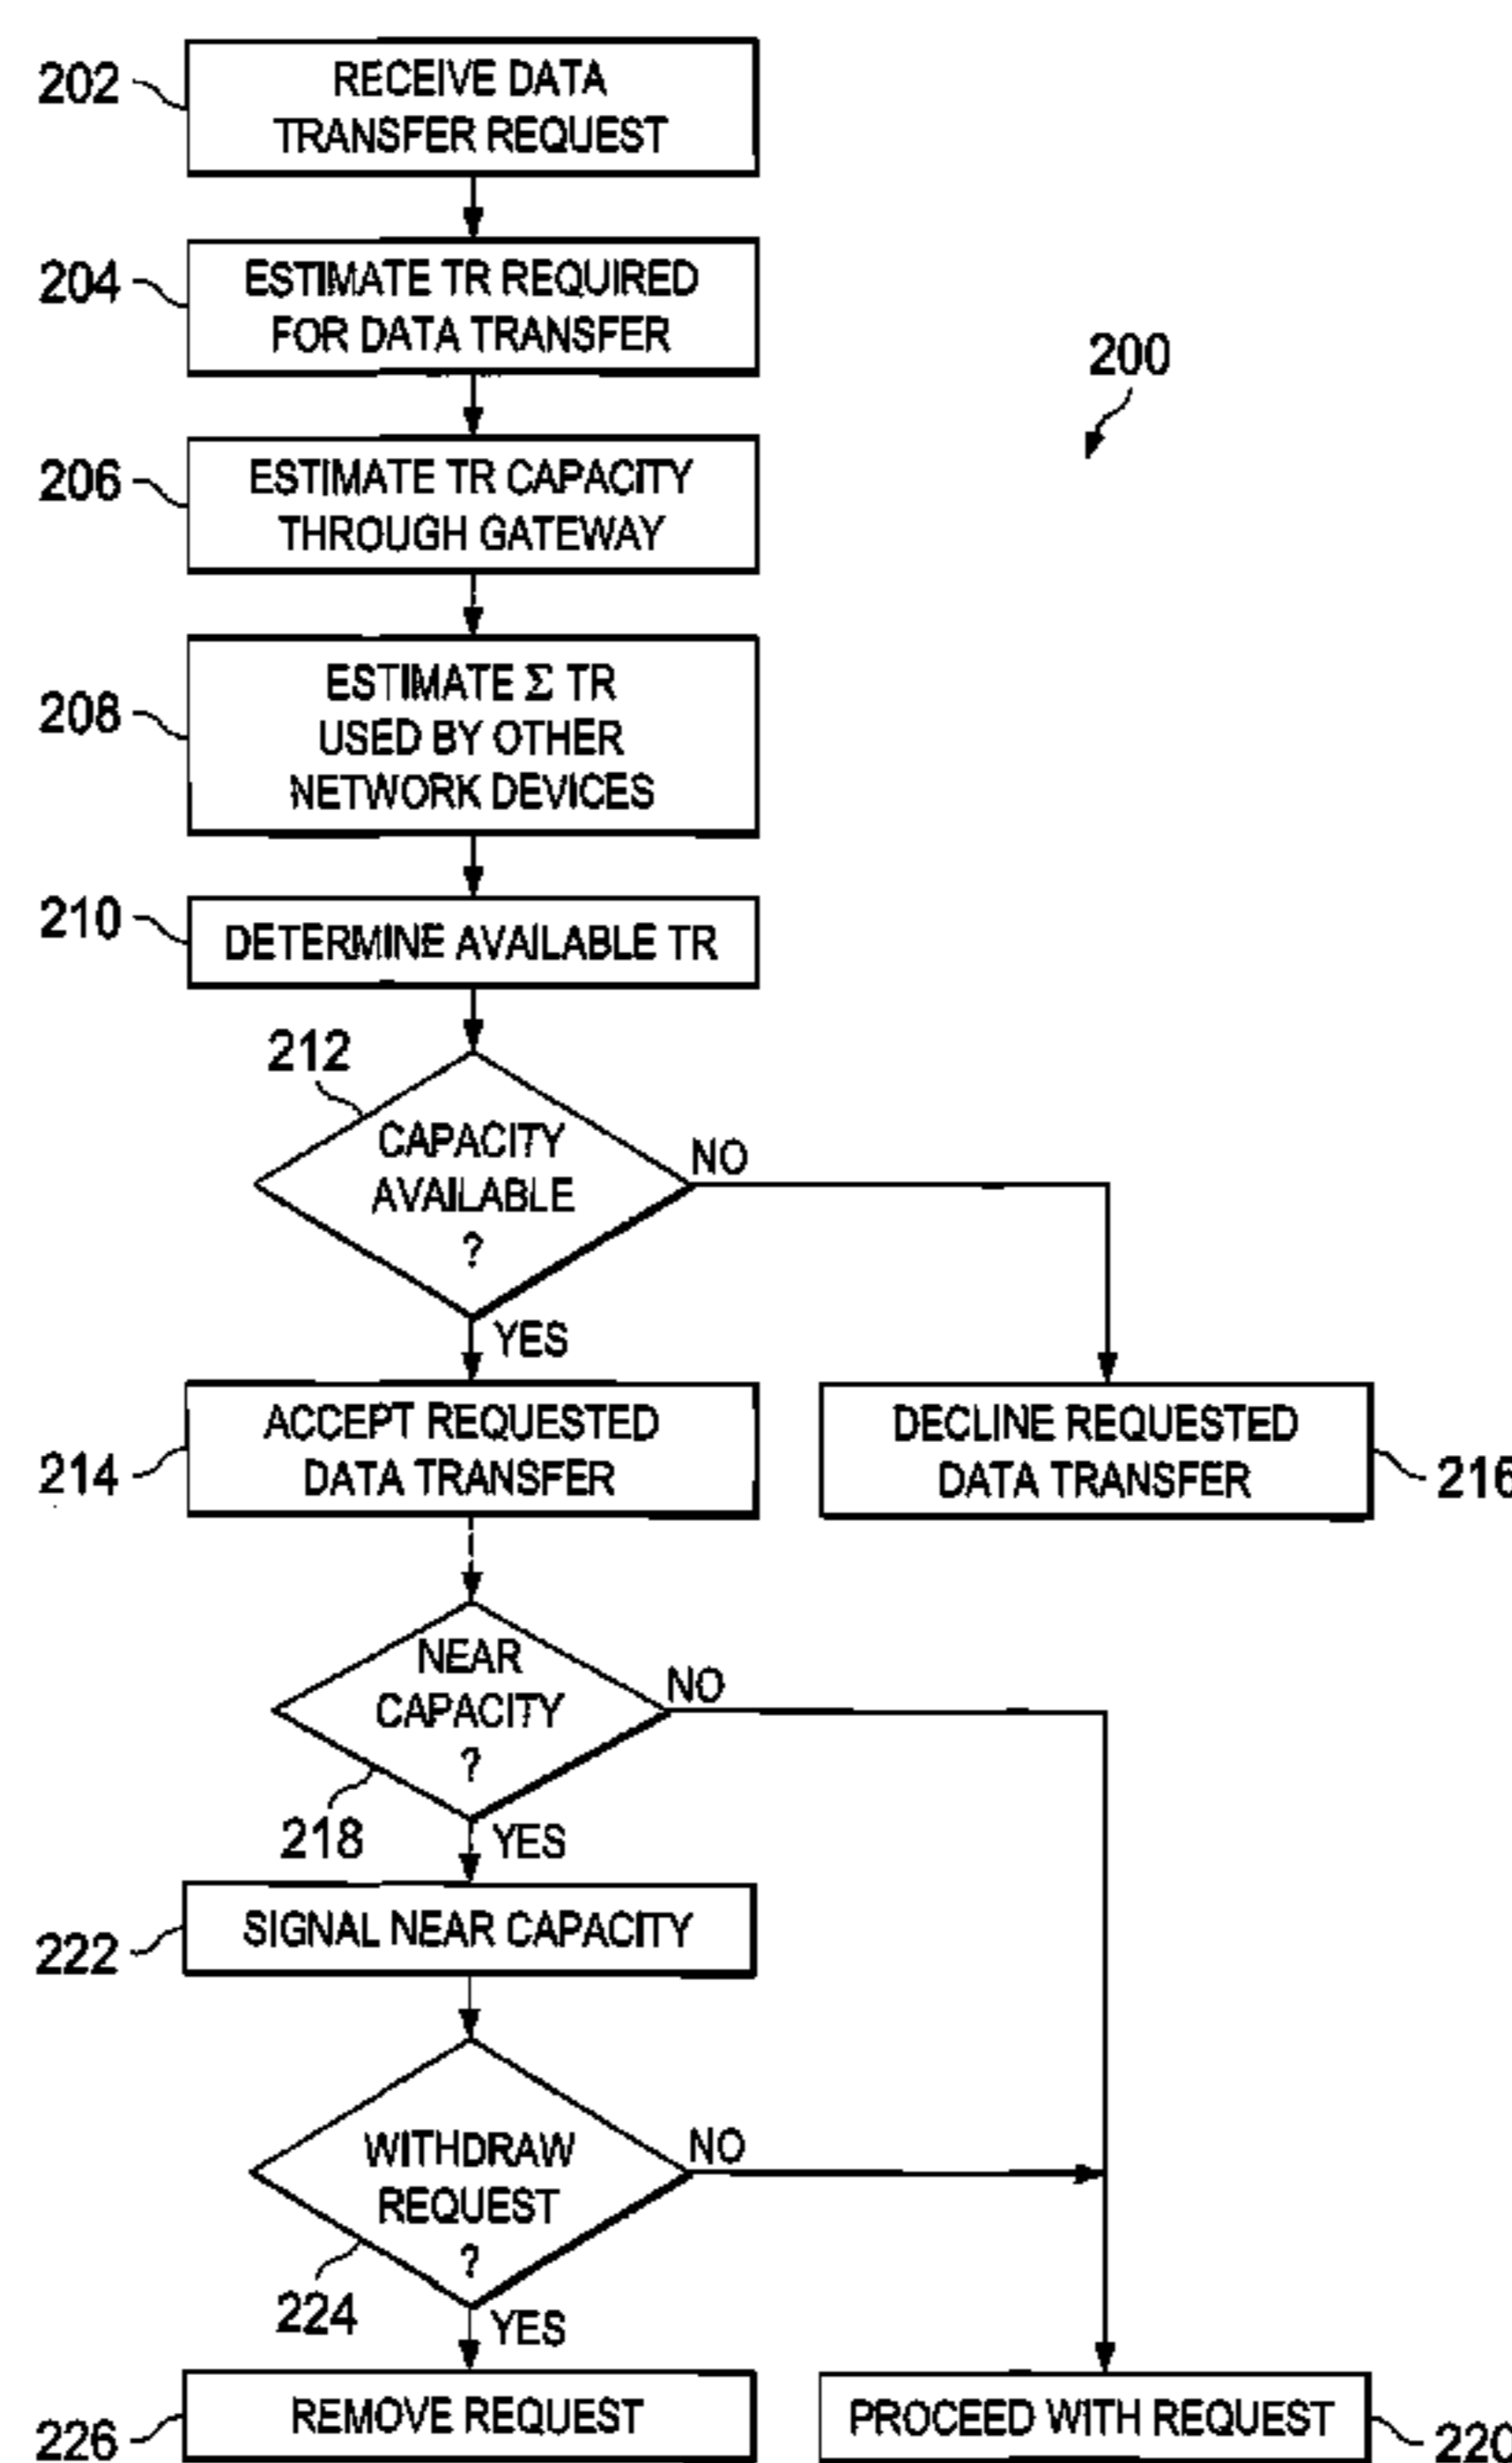 202
RECEIVE DATA
TRANSFER REQUEST
204
ESTIMATE TR REQUIRED
FOR DATA TRANSFER
200
206
ESTIMATE TR CAPACITY
THROUGH GATEWAY
208
ESTIMATE Σ TR
USED BY OTHER
NETWORK DEVICES
210
DETERMINE AVAILABLE TR
212
CAPACITY
AVAILABLE
?
NO
YES
214
ACCEPT REQUESTED
DATA TRANSFER
DECLINE REQUESTED
DATA TRANSFER
216
NEAR
CAPACITY
?
NO
218
YES
222
SIGNAL NEAR CAPACITY
WITHDRAW
REQUEST
?
NO
224
YES
226
REMOVE REQUEST
PROCEED WITH REQUEST
220